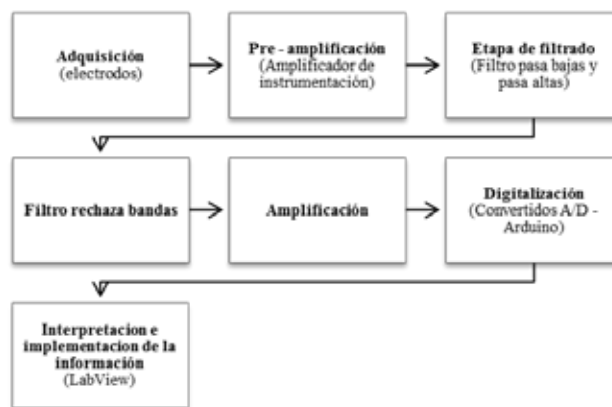 Adquisición
(electrodos)
Pre - amplificación
(Amplificador de
instrumentación)
Etapa de filtrado
(Filtro pasa bajas y
pasa altas)
Filtro rechaza bandas
Amplificación
Digitalización
(Convertidos A/D -
Arduino)
Interpretacion e
implementacion de la
información
(LabView)